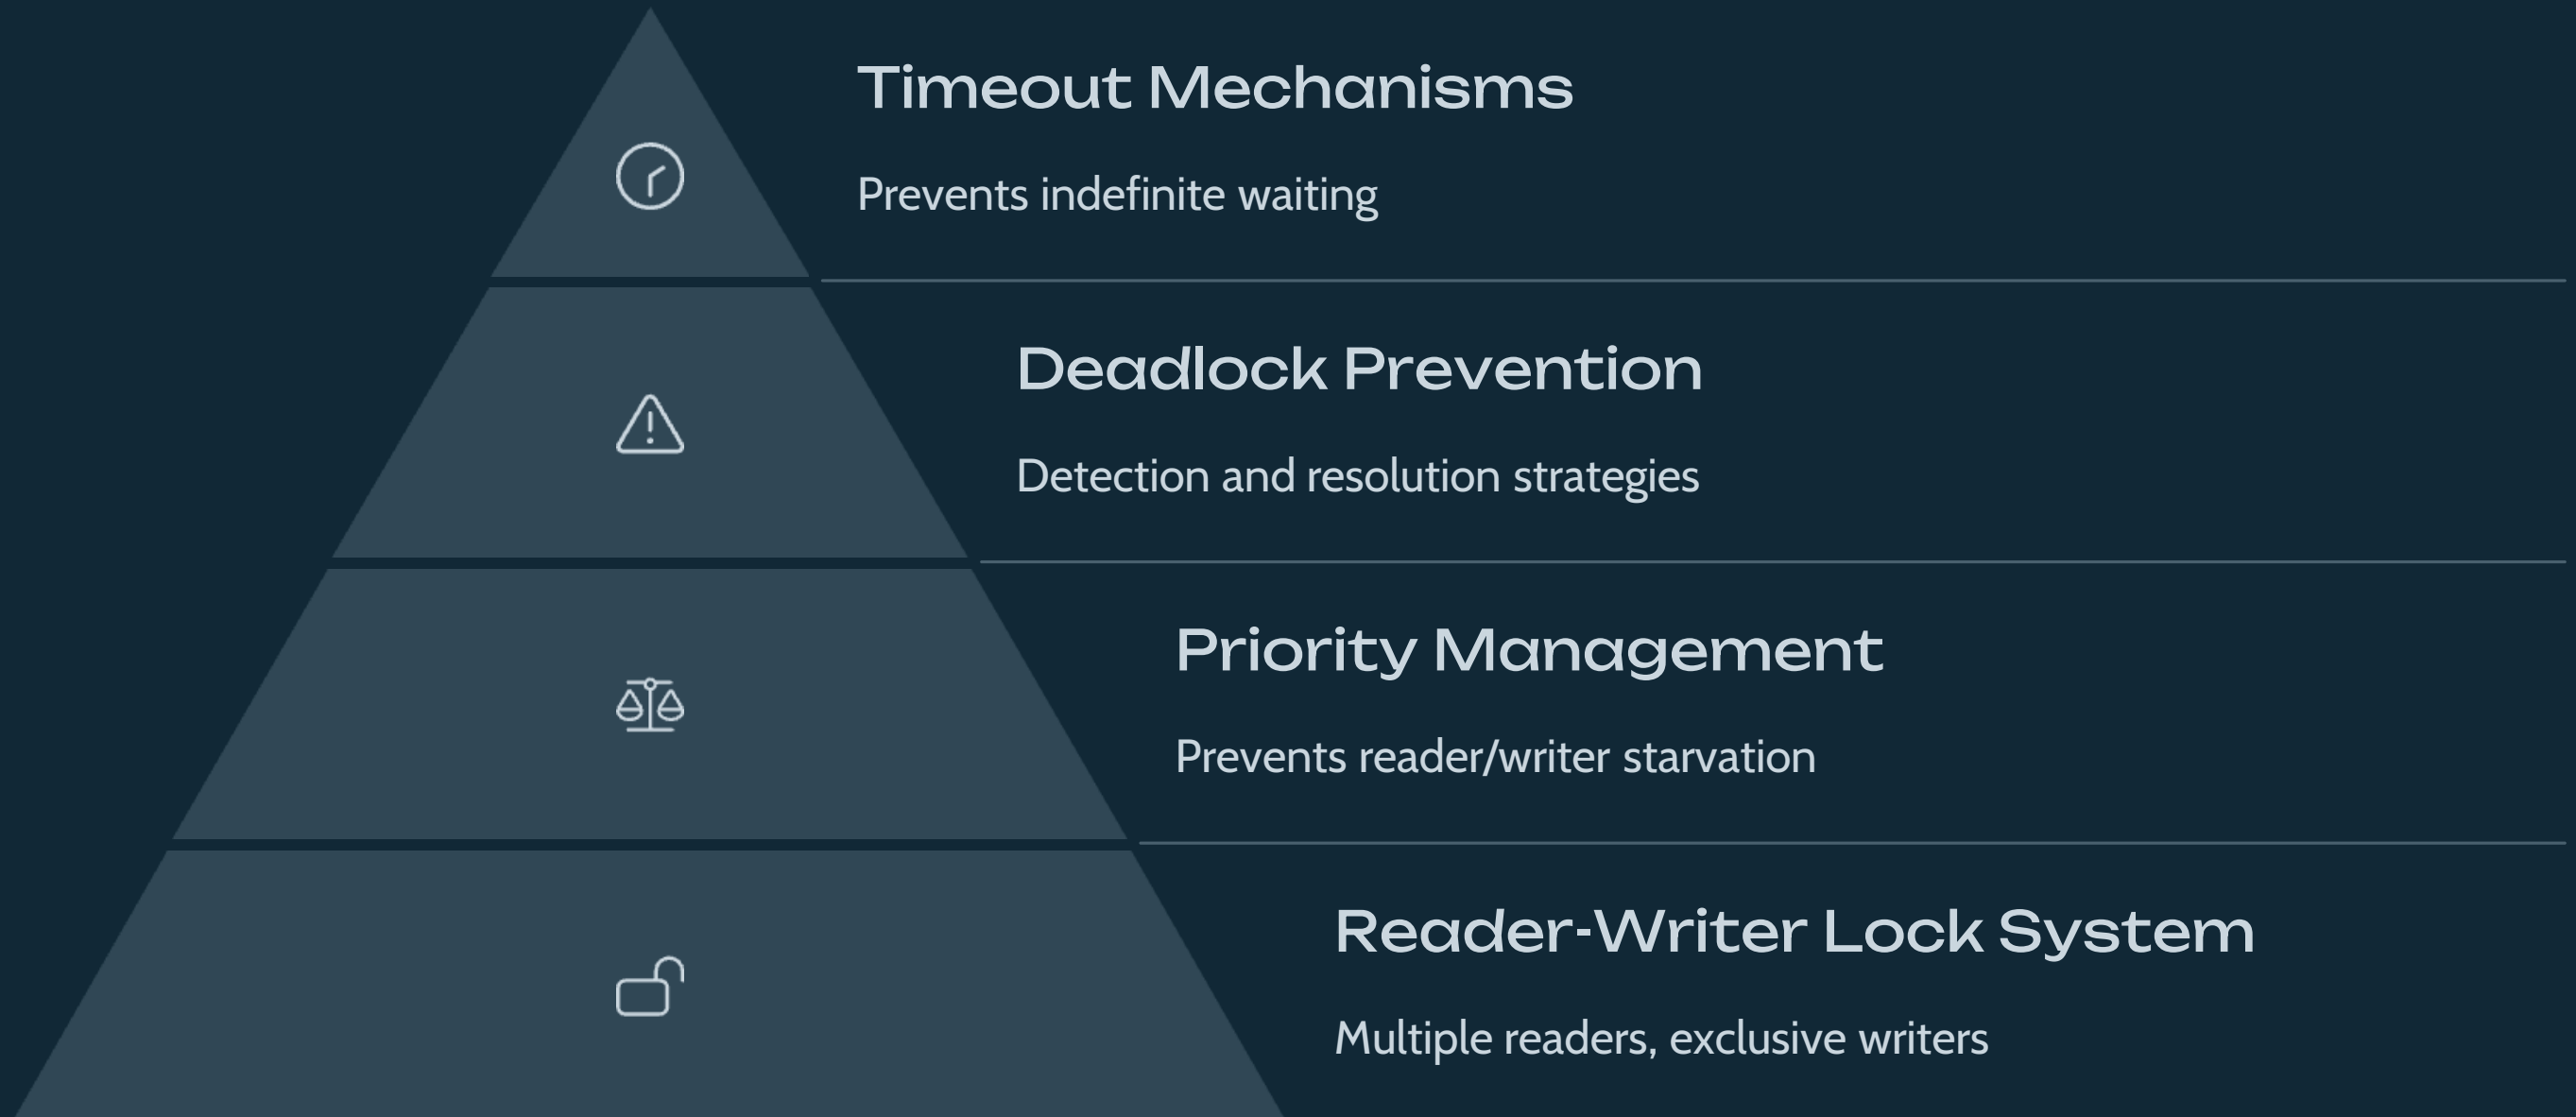 Timeout Mechanisms
Prevents indefinite waiting
Deadlock Prevention
Detection and resolution strategies
Priority Management
Prevents reader/writer starvation
Reader-Writer Lock System
Multiple readers, exclusive writers